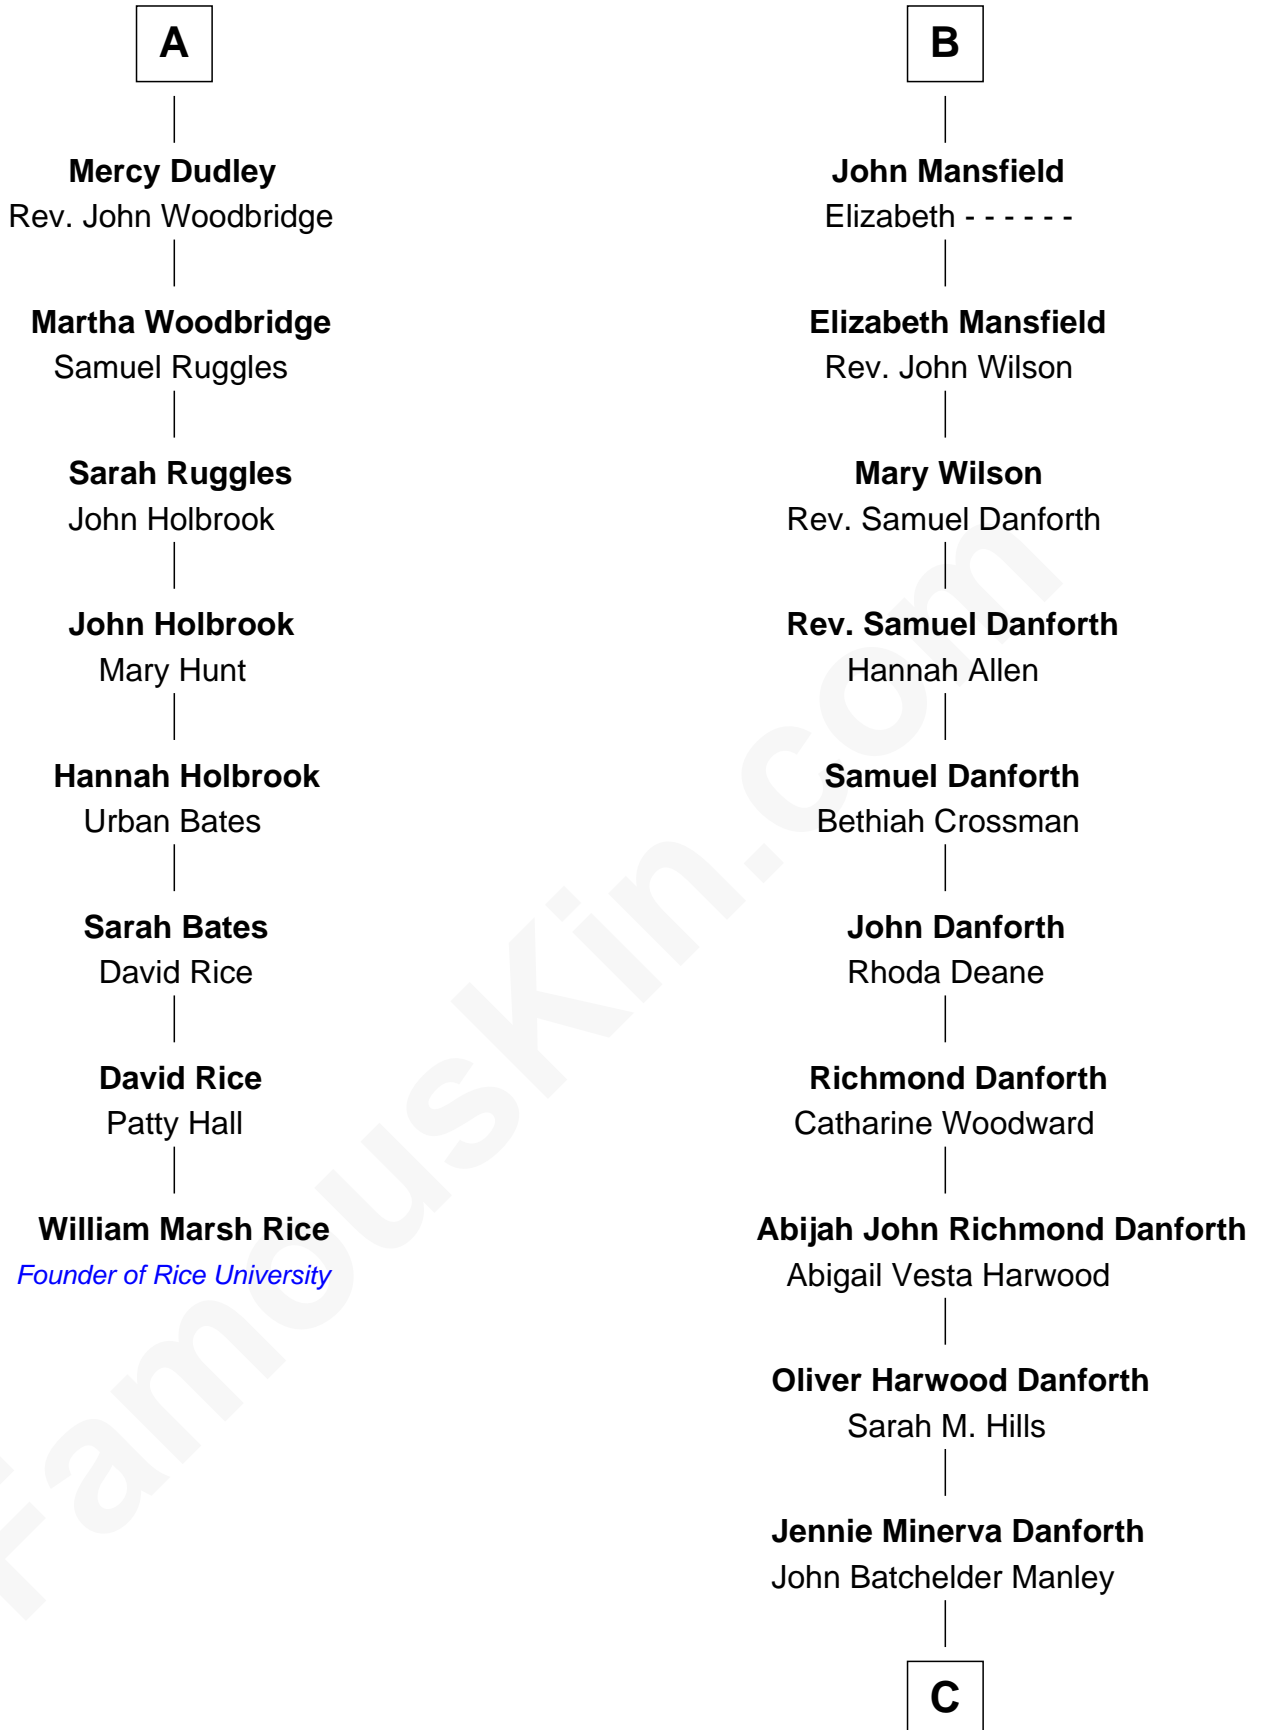 A
Mercy Dudley
Rev. John Woodbridge
Martha Woodbridge
Samuel Ruggles
Sarah Ruggles
John Holbrook
John Holbrook
Mary Hunt
Hannah Holbrook
Urban Bates
Sarah Bates
David Rice
David Rice
Patty Hall
William Marsh Rice
Founder of Rice University
B
John Mansfield
Elizabeth - - - - - -
Elizabeth Mansfield
Rev. John Wilson
Mary Wilson
Rev. Samuel Danforth
Rev. Samuel Danforth
Hannah Allen
Samuel Danforth
Bethiah Crossman
John Danforth
Rhoda Deane
Richmond Danforth
Catharine Woodward
Abijah John Richmond Danforth
Abigail Vesta Harwood
Oliver Harwood Danforth
Sarah M. Hills
Jennie Minerva Danforth
John Batchelder Manley
C
FamousKin.com